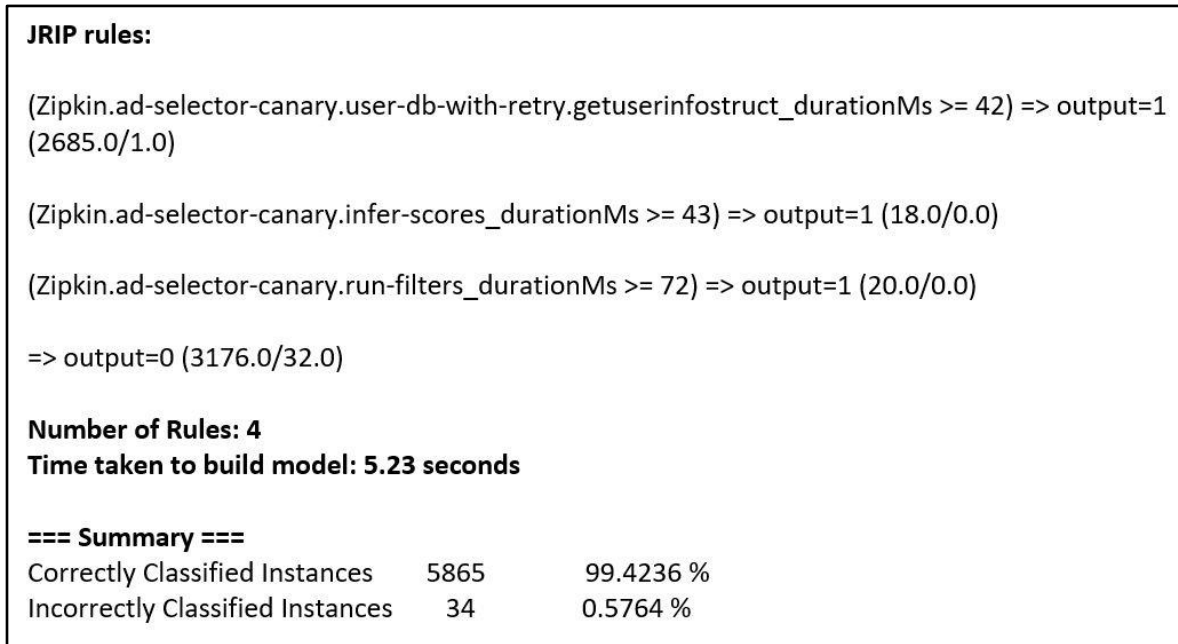 JRIP rules:
(Zipkin.ad-selector-canary.user-db-with-retry.getuserinfostruct_durationMs >= 42) => output=1
(2685.0/1.0)
(Zipkin.ad-selector-canary.infer-scores_durationMs >= 43) => output=1 (18.0/0.0)
(Zipkin.ad-selector-canary.run-filters_durationMs >= 72) => output=1 (20.0/0.0)
=> output=0 (3176.0/32.0)
Number of Rules: 4
Time taken to build model: 5.23 seconds
=== Summary ===
Correctly Classified Instances 5865 99.4236 %
Incorrectly Classified Instances 34 0.5764 %